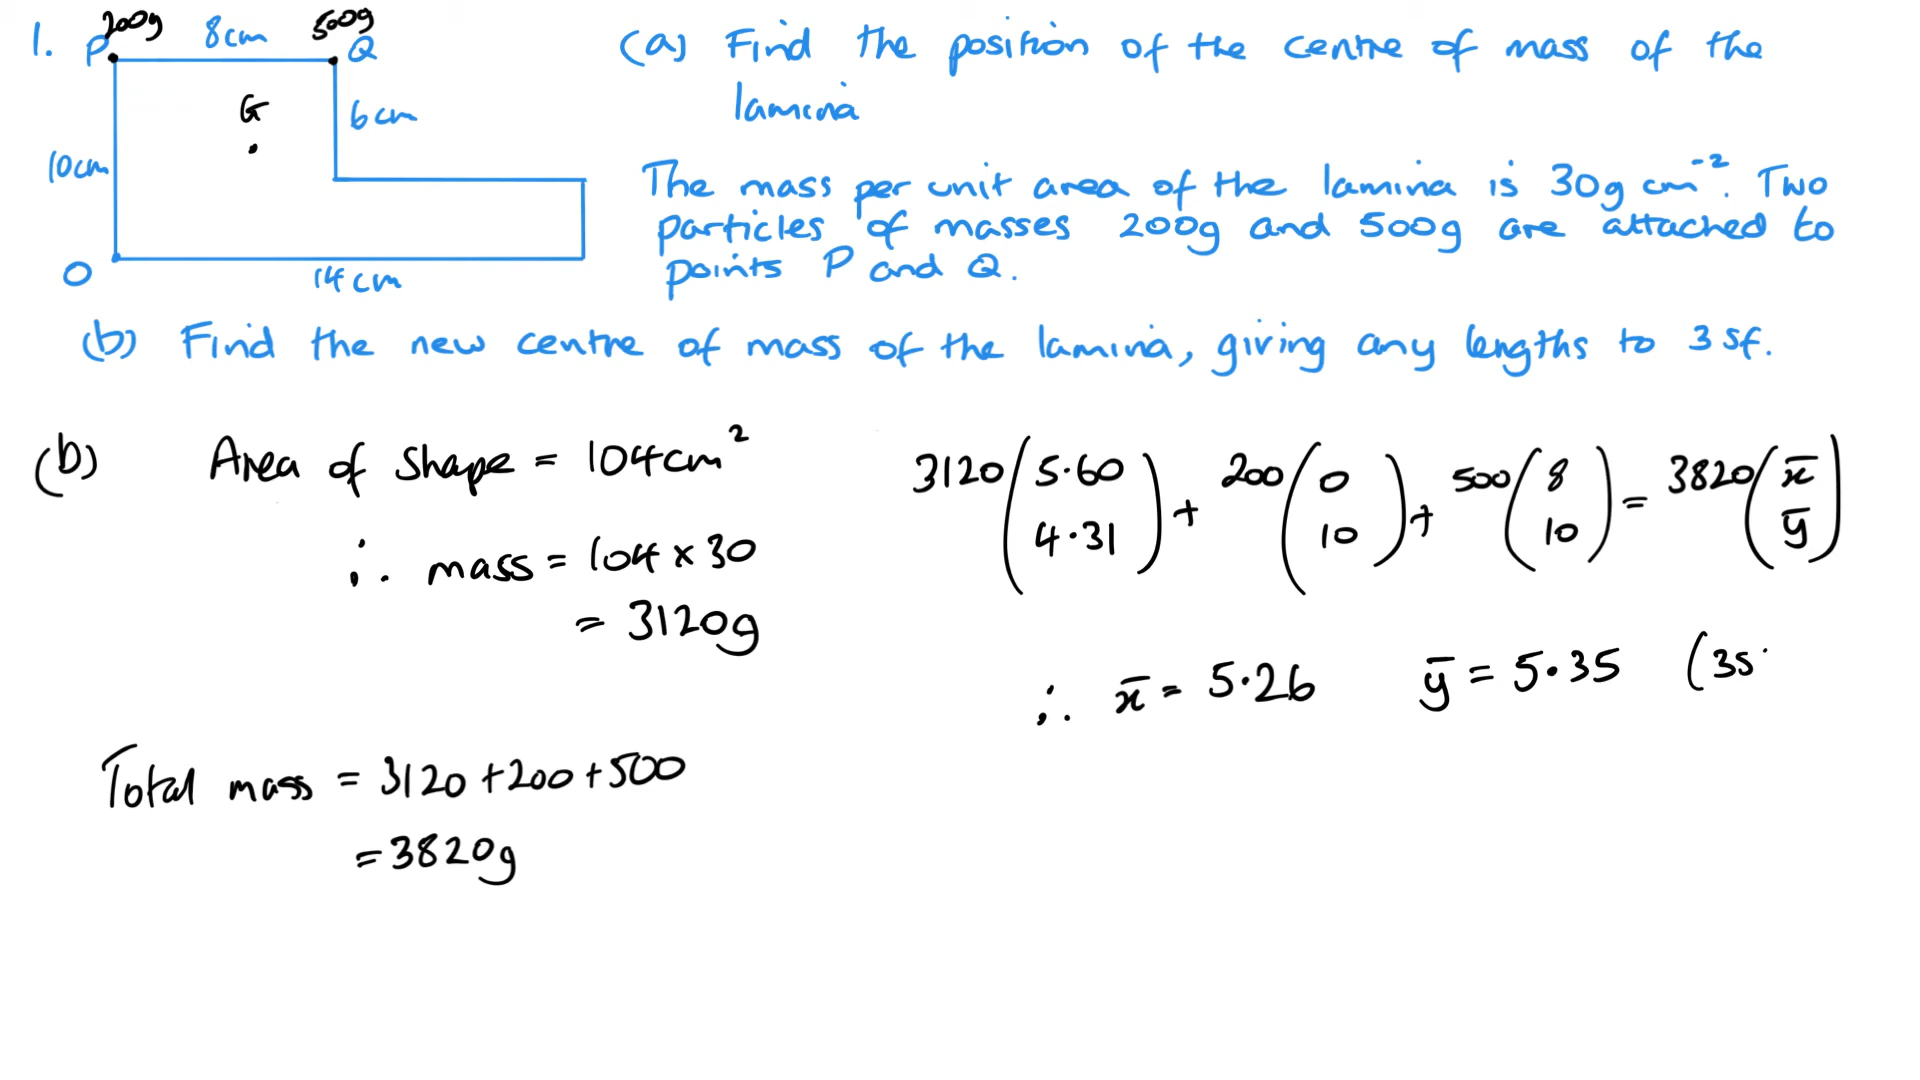 1. P 200g 8cm 500g Q
G
6cm
10cm
O
14cm
(a) Find the position of the centre of mass of the
lamina
The mass per unit area of the lamina is 30g cm⁻². Two
particles of masses 200g and 500g are attached to
points P and Q.
(b) Find the new centre of mass of the lamina, giving any lengths to 3sf.
(b) Area of shape = 104cm²
∴ mass = 104 × 30
= 3120g
Total mass = 3120 + 200 + 500
= 3820g
3120(5.60 4.31) + 200(0 10) + 500(8 10) = 3820(x̄ ȳ)
∴ x̄ = 5.26 ȳ = 5.35 (3s